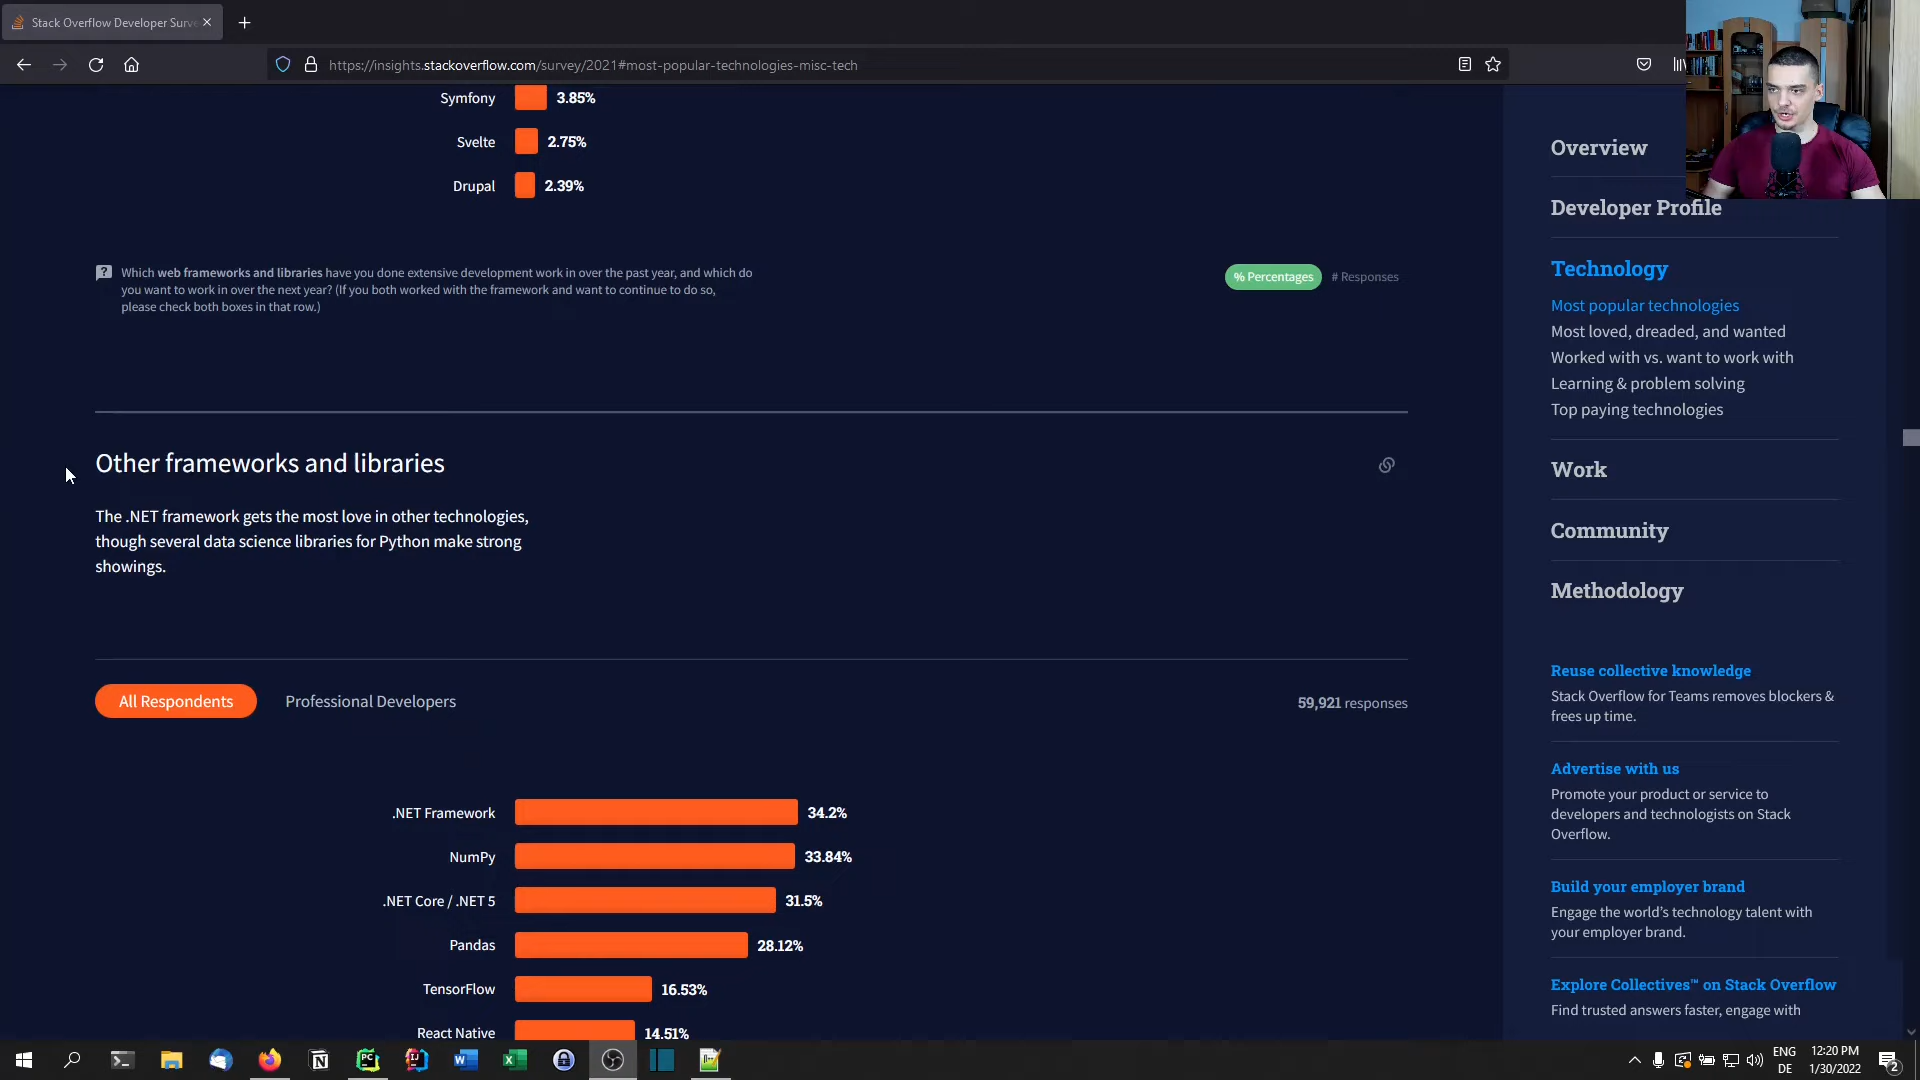 Stack Overflow Developer Surve
https://insights.stackoverflow.com/survey/2021#most-popular-technologies-misc-tech
Symfony 3.85%
Svelte 2.75%
Drupal 2.39%
Which web frameworks and libraries have you done extensive development work in over the past year, and which do
you want to work in over the next year? (If you both worked with the framework and want to continue to do so,
please check both boxes in that row.)
% Percentages # Responses
Other frameworks and libraries
The .NET framework gets the most love in other technologies,
though several data science libraries for Python make strong
showings.
All Respondents Professional Developers 59,921 responses
.NET Framework 34.2%
NumPy 33.84%
.NET Core / .NET 5 31.5%
Pandas 28.12%
TensorFlow 16.53%
React Native 14.51%
Overview
Developer Profile
Technology
Most popular technologies
Most loved, dreaded, and wanted
Worked with vs. want to work with
Learning & problem solving
Top paying technologies
Work
Community
Methodology
Reuse collective knowledge
Stack Overflow for Teams removes blockers &
frees up time.
Advertise with us
Promote your product or service to
developers and technologists on Stack
Overflow.
Build your employer brand
Engage the world's technology talent with
your employer brand.
Explore Collectives™ on Stack Overflow
Find trusted answers faster, engage with
ENG
DE
12:20 PM
1/30/2022
2